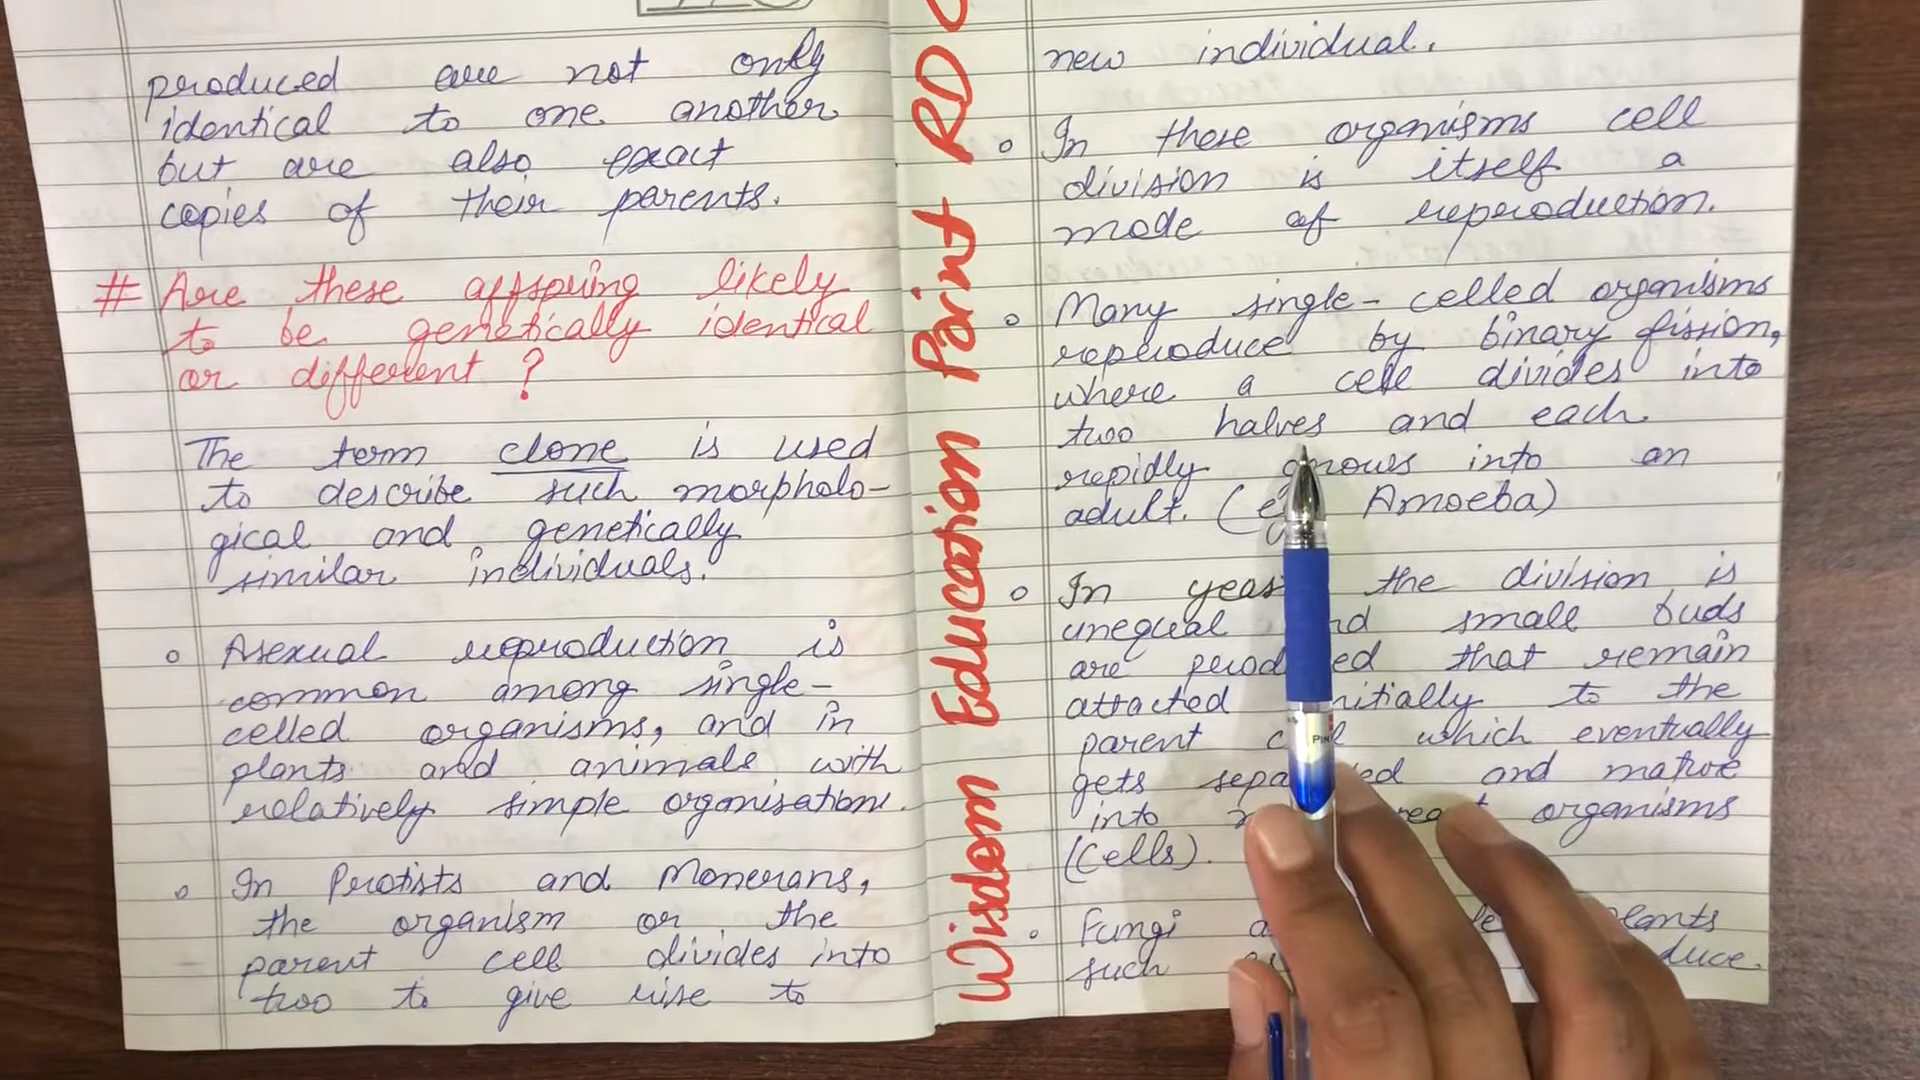 produced are not only
identical to one another
but are also exact
copies of their parents.
# Are these offspring likely
to be genetically identical
or different ?
The term clone is used
to describe such morpholo-
gical and genetically
similar individuals.
Asexual reproduction is
common among single-
celled organisms, and in
plants and animals with
relatively simple organisations.
In Protists and Monerans,
the organism or the
parent cell divides into
two to give rise to
Wisdom Education Point RD
new individual.
In these organisms cell
division is itself a
mode of reproduction.
Many single-celled organisms
reproduce by binary fission,
where a cell divides into
two halves and each
repidly grows into an
adult. ( Amoeba)
In the division is
unequal small buds
are that remain
attacted to the
parent which eventually
gets and mature
into organisms
(Cells).
Fungi
such